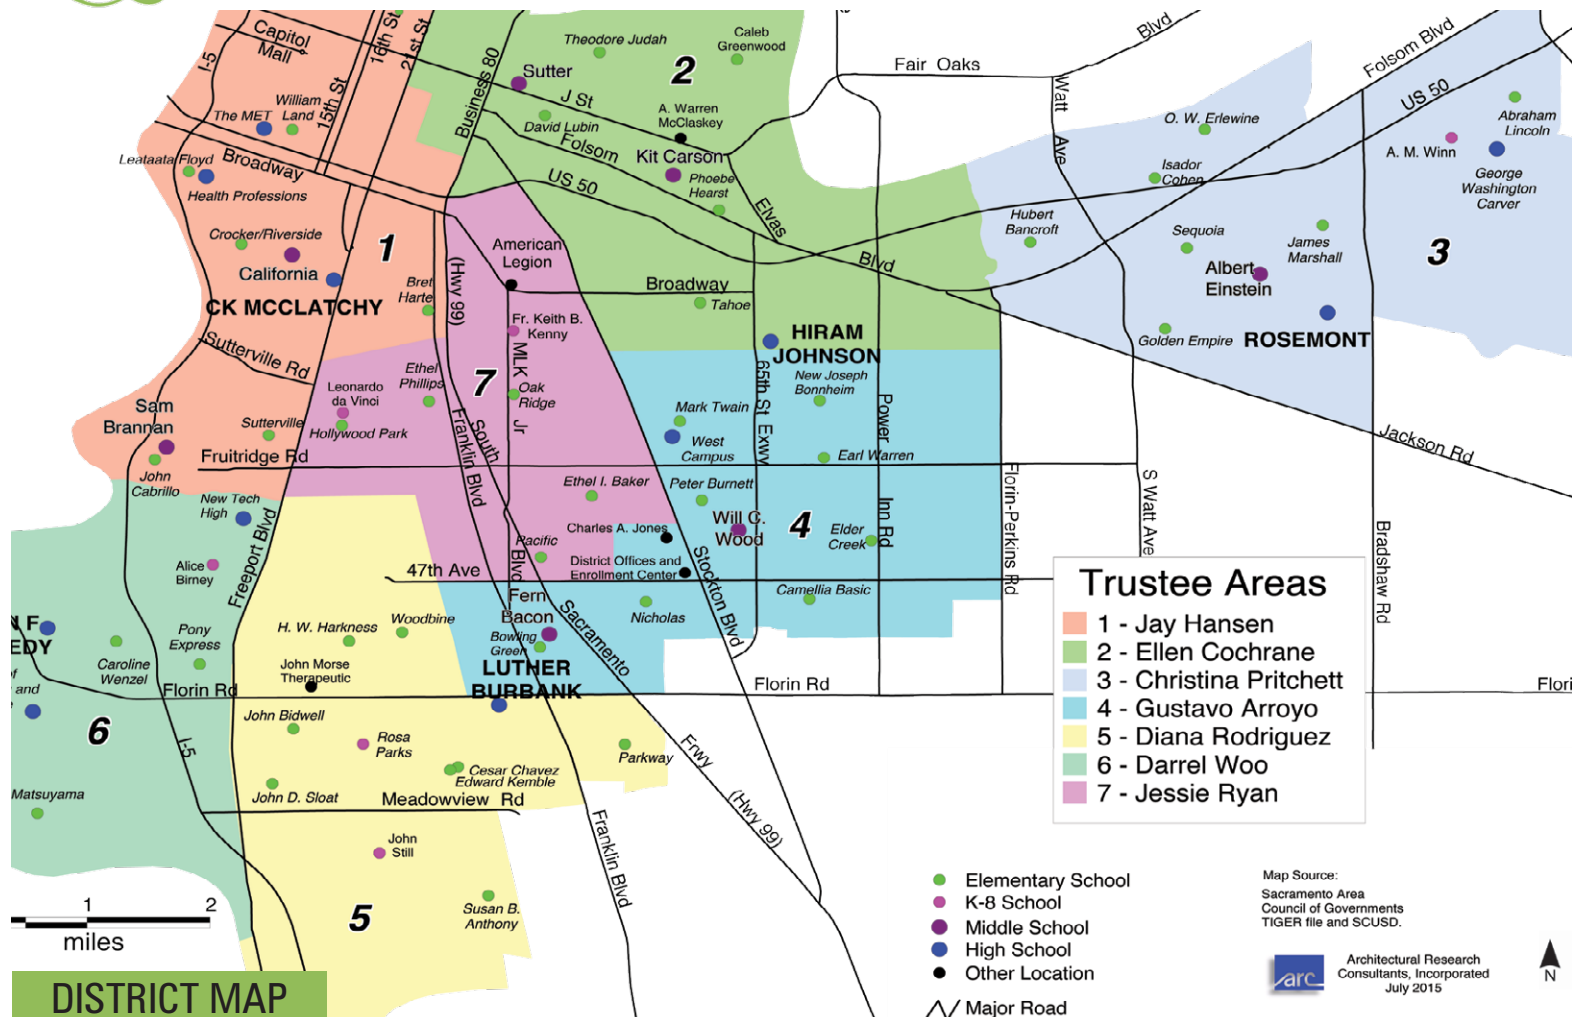 Capitol
Mall
I-5
16th St
21st St
15th St
Business 80
Theodore Judah
Caleb
Greenwood
2
Sutter
J St
A. Warren
McClaskey
David Lubin
Folsom
Kit Carson
Phoebe
Hearst
US 50
Elvas
Blvd
Fair Oaks
Blvd
Watt
Ave
Folsom Blvd
US 50
O. W. Erlewine
Abraham
Lincoln
A. M. Winn
Isador
Cohen
George
Washington
Carver
Hubert
Bancroft
Sequoia
James
Marshall
3
Albert
Einstein
Golden Empire
ROSEMONT
The MET
William
Land
Leataata Floyd
Broadway
Health Professions
Crocker/Riverside
1
California
CK MCCLATCHY
Bret
Harte
(Hwy 99)
American
Legion
Broadway
Tahoe
Fr. Keith B.
Kenny
MLK
Jr
Blvd
HIRAM
JOHNSON
Sutterville Rd
Ethel
Phillips
7
Oak
Ridge
Leonardo
da Vinci
Hollywood Park
Sam
Brannan
Sutterville
Fruitridge Rd
John
Cabrillo
Franklin Blvd
South
Sacramento
Frwy
(Hwy 99)
65th St Exwy
New Joseph
Bonnheim
Power
Inn Rd
Mark Twain
West
Campus
Earl Warren
Jackson Rd
Florin-Perkins Rd
S Watt Ave
Bradshaw Rd
New Tech
High
Freeport Blvd
Ethel I. Baker
Peter Burnett
Will C.
Wood
4
Elder
Creek
Charles A. Jones
Pacific
District Offices and
Enrollment Center
Stockton Blvd
Alice
Birney
47th Ave
Fern
Bacon
Camellia Basic
Nicholas
N F
EDY
Pony
Express
Caroline
Wenzel
H. W. Harkness
Woodbine
Bowling
Green
John Morse
Therapeutic
LUTHER
BURBANK
of
and
Florin Rd
Florin Rd
Flori
6
I-5
John Bidwell
Rosa
Parks
Parkway
Cesar Chavez
Edward Kemble
Matsuyama
John D. Sloat
Meadowview Rd
John
Still
Franklin Blvd
5
Susan B.
Anthony
Trustee Areas
1 - Jay Hansen
2 - Ellen Cochrane
3 - Christina Pritchett
4 - Gustavo Arroyo
5 - Diana Rodriguez
6 - Darrel Woo
7 - Jessie Ryan
Elementary School
K-8 School
Middle School
High School
Other Location
Major Road
Map Source:
Sacramento Area
Council of Governments
TIGER file and SCUSD.
arc
Architectural Research
Consultants, Incorporated
July 2015
N
1 2
miles
DISTRICT MAP